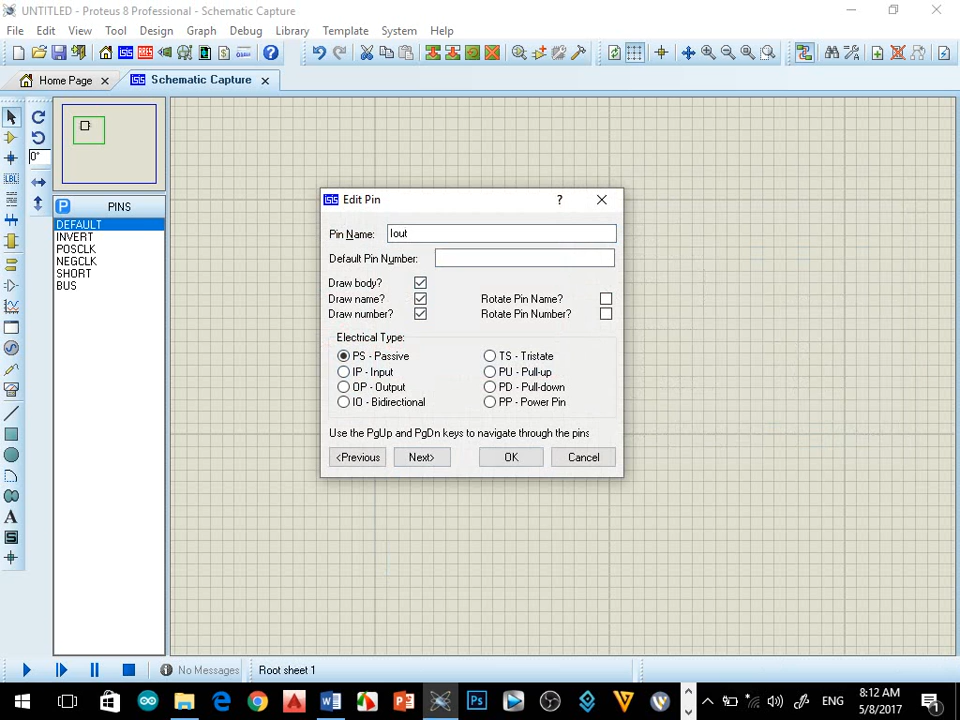 UNTITLED - Proteus 8 Professional - Schematic Capture
File Edit View Tool Design Graph Debug Library Template System Help
Home Page Schematic Capture
0°
LBL
P PINS
DEFAULT
INVERT
POSCLK
NEGCLK
SHORT
BUS
A
S
ISIS Edit Pin ?
Pin Name: Iout
Default Pin Number:
Draw body?
Draw name? Rotate Pin Name?
Draw number? Rotate Pin Number?
Electrical Type:
PS - Passive TS - Tristate
IP - Input PU - Pull-up
OP - Output PD - Pull-down
IO - Bidirectional PP - Power Pin
Use the PgUp and PgDn keys to navigate through the pins
<Previous Next> OK Cancel
No Messages Root sheet 1
ENG
8:12 AM
5/8/2017